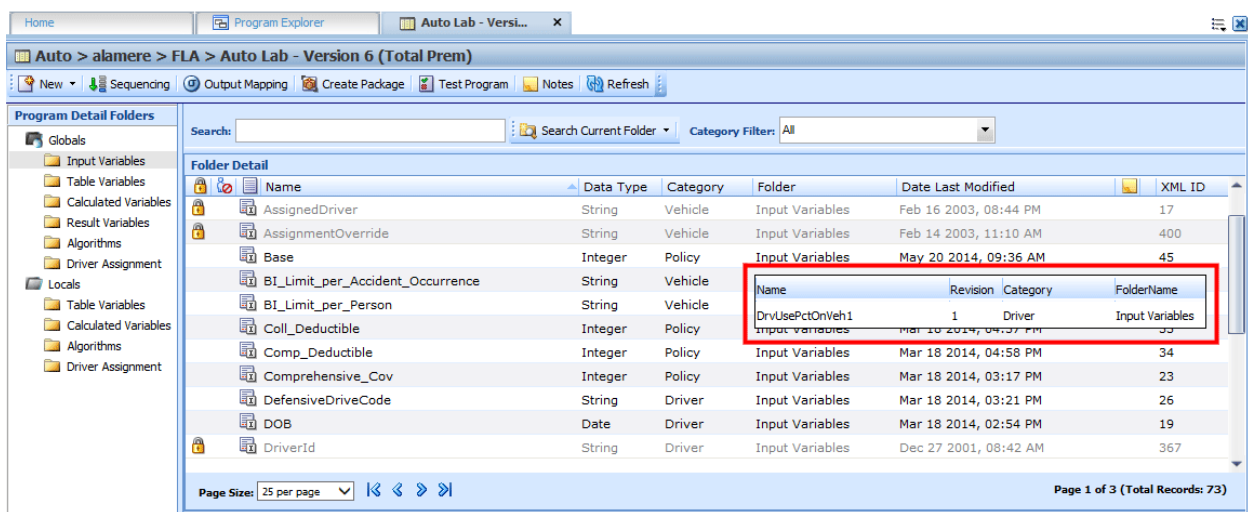 Home Program Explorer Auto Lab - Versi... x
Auto > alamere > FLA > Auto Lab - Version 6 (Total Prem)
New Sequencing Output Mapping Create Package Test Program Notes Refresh
Program Detail Folders
Globals
Input Variables
Table Variables
Calculated Variables
Result Variables
Algorithms
Driver Assignment
Locals
Table Variables
Calculated Variables
Algorithms
Driver Assignment
Search: Search Current Folder Category Filter: All
Folder Detail
Name Data Type Category Folder Date Last Modified XML ID
AssignedDriver String Vehicle Input Variables Feb 16 2003, 08:44 PM 17
AssignmentOverride String Vehicle Input Variables Feb 14 2003, 11:10 AM 400
Base Integer Policy Input Variables May 20 2014, 09:36 AM 45
BI_Limit_per_Accident_Occurrence String Vehicle
BI_Limit_per_Person String Vehicle
Name Revision Category FolderName
DrvUsePctOnVeh1 1 Driver Input Variables
Coll_Deductible Integer Policy Input Variables Mar 18 2014, 04:57 PM
Comp_Deductible Integer Policy Input Variables Mar 18 2014, 04:58 PM 34
Comprehensive_Cov Integer Policy Input Variables Mar 18 2014, 03:17 PM 23
DefensiveDriveCode String Driver Input Variables Mar 18 2014, 03:21 PM 26
DOB Date Driver Input Variables Mar 18 2014, 02:54 PM 19
DriverId String Driver Input Variables Dec 27 2001, 08:42 AM 367
Page Size: 25 per page Page 1 of 3 (Total Records: 73)